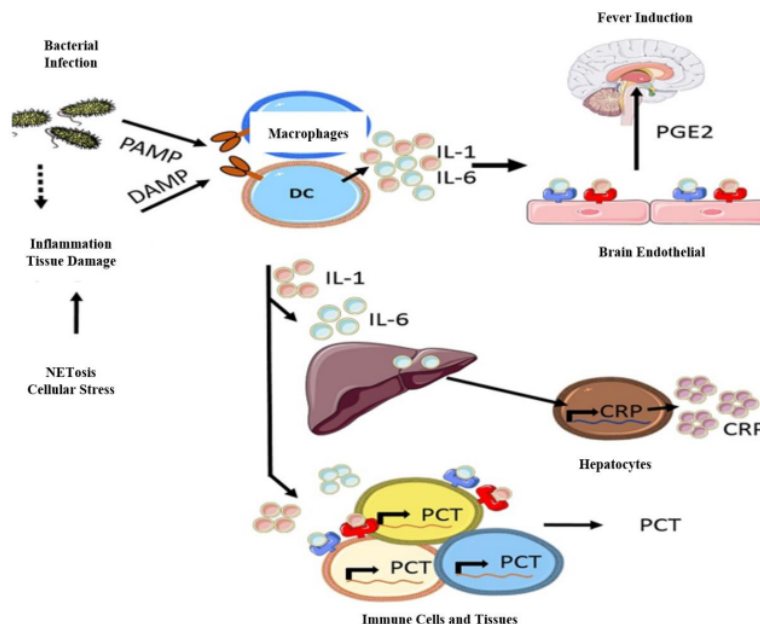 Fever Induction
Bacterial
Infection
PAMP
DAMP
Macrophages
DC
IL-1
IL-6
PGE2
Brain Endothelial
Inflammation
Tissue Damage
NETosis
Cellular Stress
IL-1
IL-6
CRP
CRP
Hepatocytes
PCT
PCT
PCT
PCT
Immune Cells and Tissues